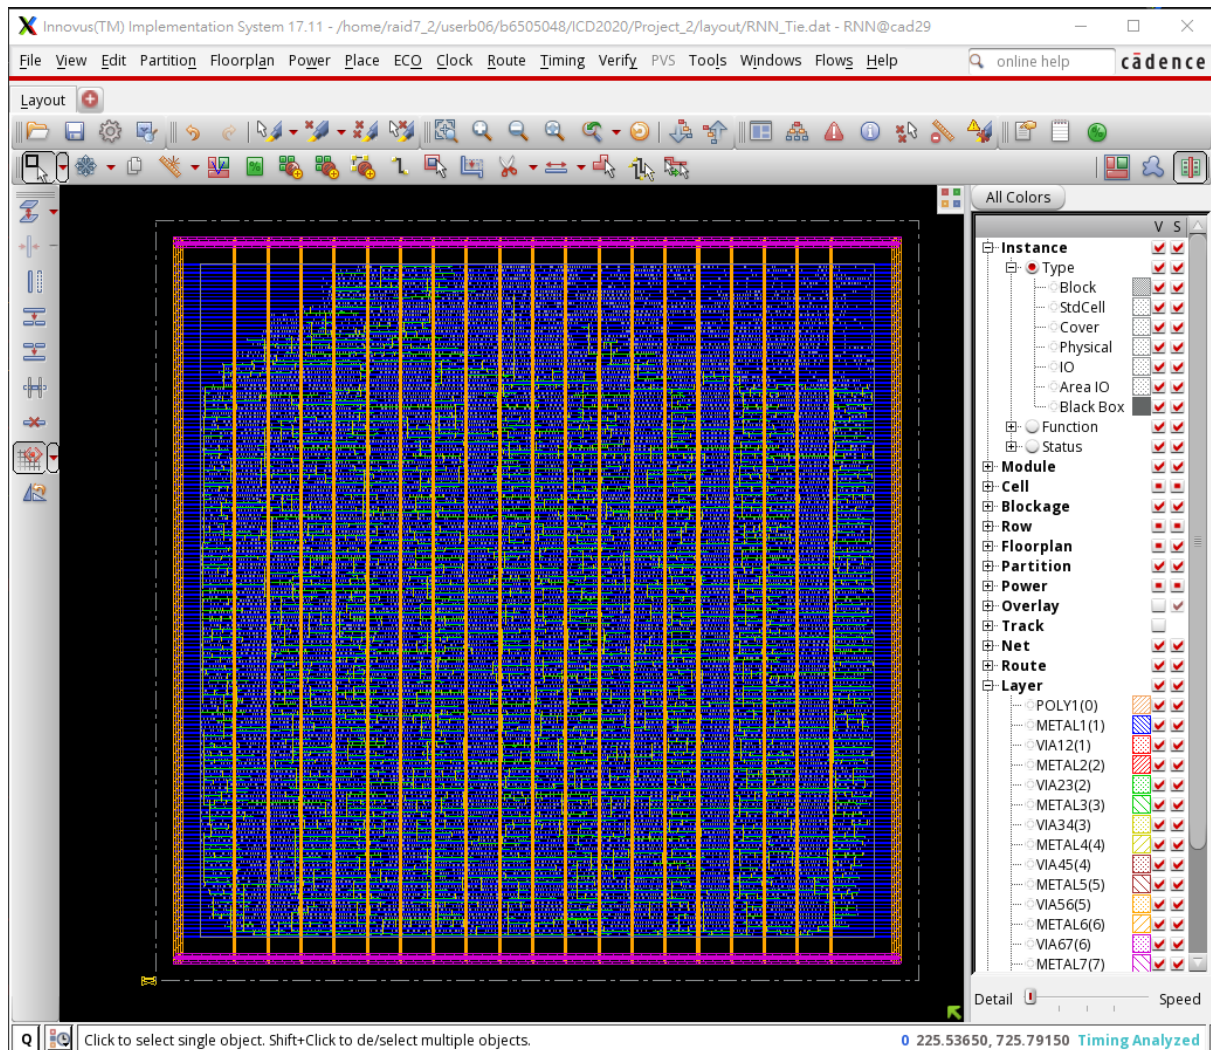 Innovus(TM) Implementation System 17.11 - /home/raid7_2/userb06/b6505048/ICD2020/Project_2/layout/RNN_Tie.dat - RNN@cad29
File View Edit Partition Floorplan Power Place ECO Clock Route Timing Verify PVS Tools Windows Flows Help online help cādence
Layout
All Colors
V S
Instance
Type
Block
StdCell
Cover
Physical
IO
Area IO
Black Box
Function
Status
Module
Cell
Blockage
Row
Floorplan
Partition
Power
Overlay
Track
Net
Route
Layer
POLY1(0)
METAL1(1)
VIA12(1)
METAL2(2)
VIA23(2)
METAL3(3)
VIA34(3)
METAL4(4)
VIA45(4)
METAL5(5)
VIA56(5)
METAL6(6)
VIA67(6)
METAL7(7)
Detail Speed
Q Click to select single object. Shift+Click to de/select multiple objects. 0 225.53650, 725.79150 Timing Analyzed